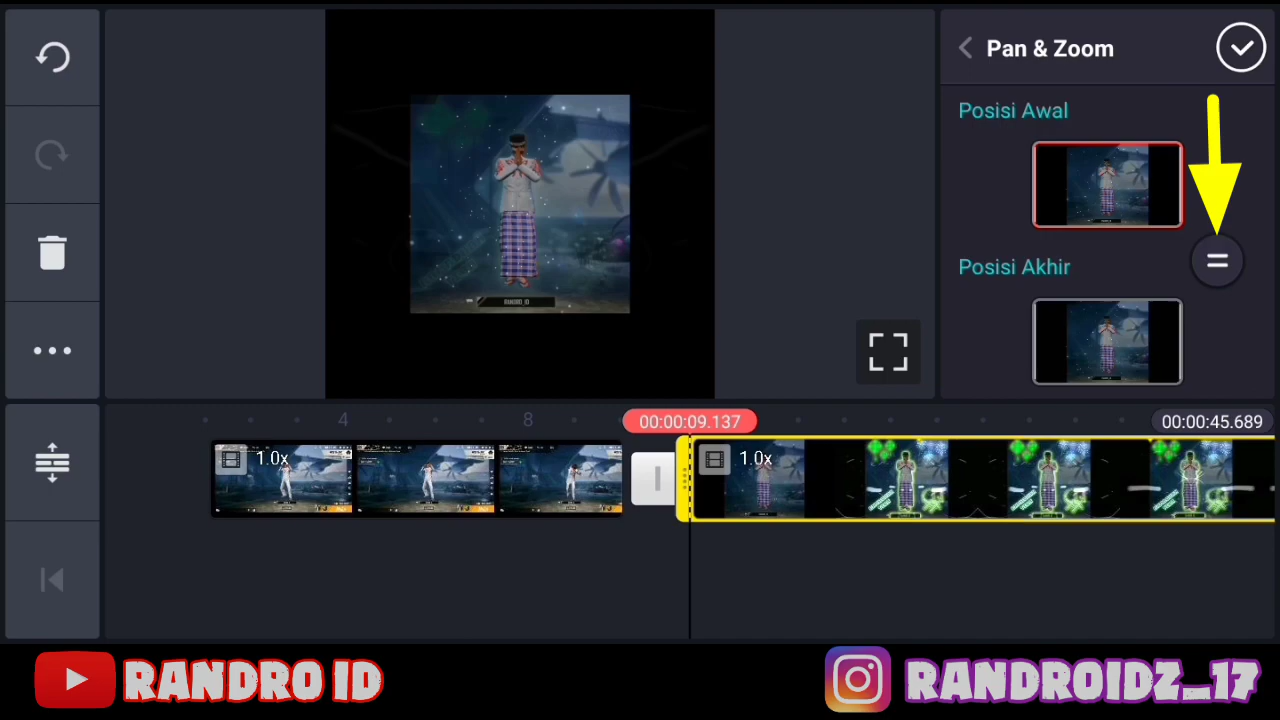 Pan & Zoom
Posisi Awal
Posisi Akhir
RANDRO_ID
4
8
00:00:09.137
00:00:45.689
1.0x
1.0x
RANDRO ID
RANDROIDZ_17